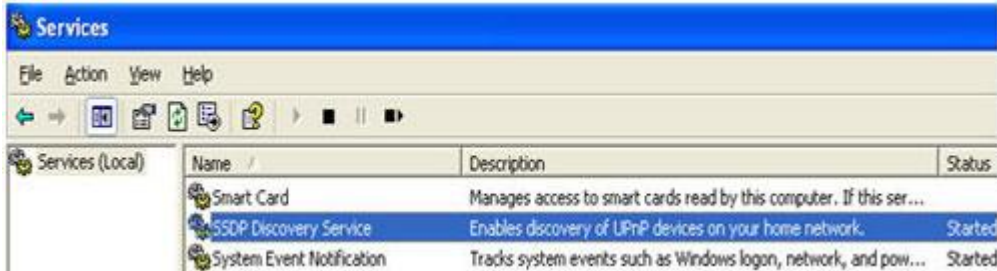 Services
File Action View Help
Services (Local) Name Description Status
Smart Card Manages access to smart cards read by this computer. If this ser...
SSDP Discovery Service Enables discovery of UPnP devices on your home network. Started
System Event Notification Tracks system events such as Windows logon, network, and pow... Started